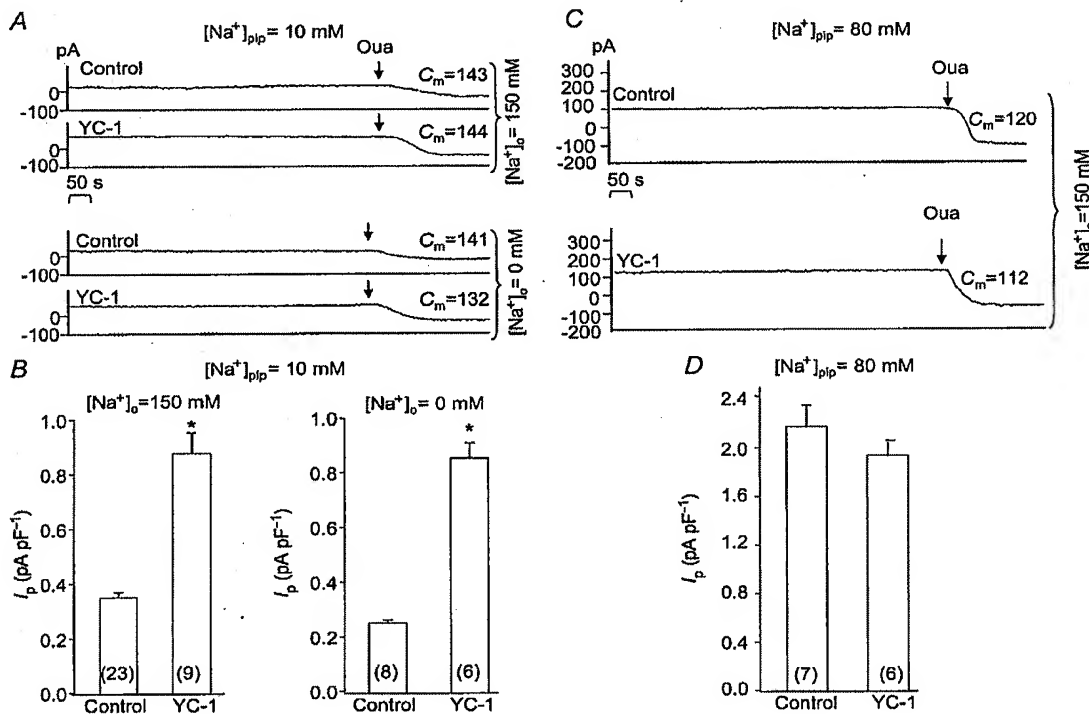 A
[Na⁺]pip = 10 mM
pA
Oua
Control
Cm=143
0
-100
YC-1
Cm=144
0
-100
50 s
[Na⁺]o = 150 mM
Control
Cm=141
0
-100
YC-1
Cm=132
0
-100
[Na⁺]o = 0 mM
B
[Na⁺]pip = 10 mM
[Na⁺]o =150 mM
Ip (pA pF⁻¹)
1.0
0.8
0.6
0.4
0.2
0.0
*
(23)
(9)
Control
YC-1
[Na⁺]o = 0 mM
Ip (pA pF⁻¹)
1.0
0.8
0.6
0.4
0.2
0.0
*
(8)
(6)
Control
YC-1
C
[Na⁺]pip = 80 mM
pA
300
200
100
0
-100
-200
Control
Oua
Cm=120
50 s
300
200
100
0
-100
-200
YC-1
Oua
Cm=112
[Na⁺]o=150 mM
D
[Na⁺]pip = 80 mM
Ip (pA pF⁻¹)
2.4
2.0
1.6
1.2
0.8
0.4
0.0
(7)
(6)
Control
YC-1